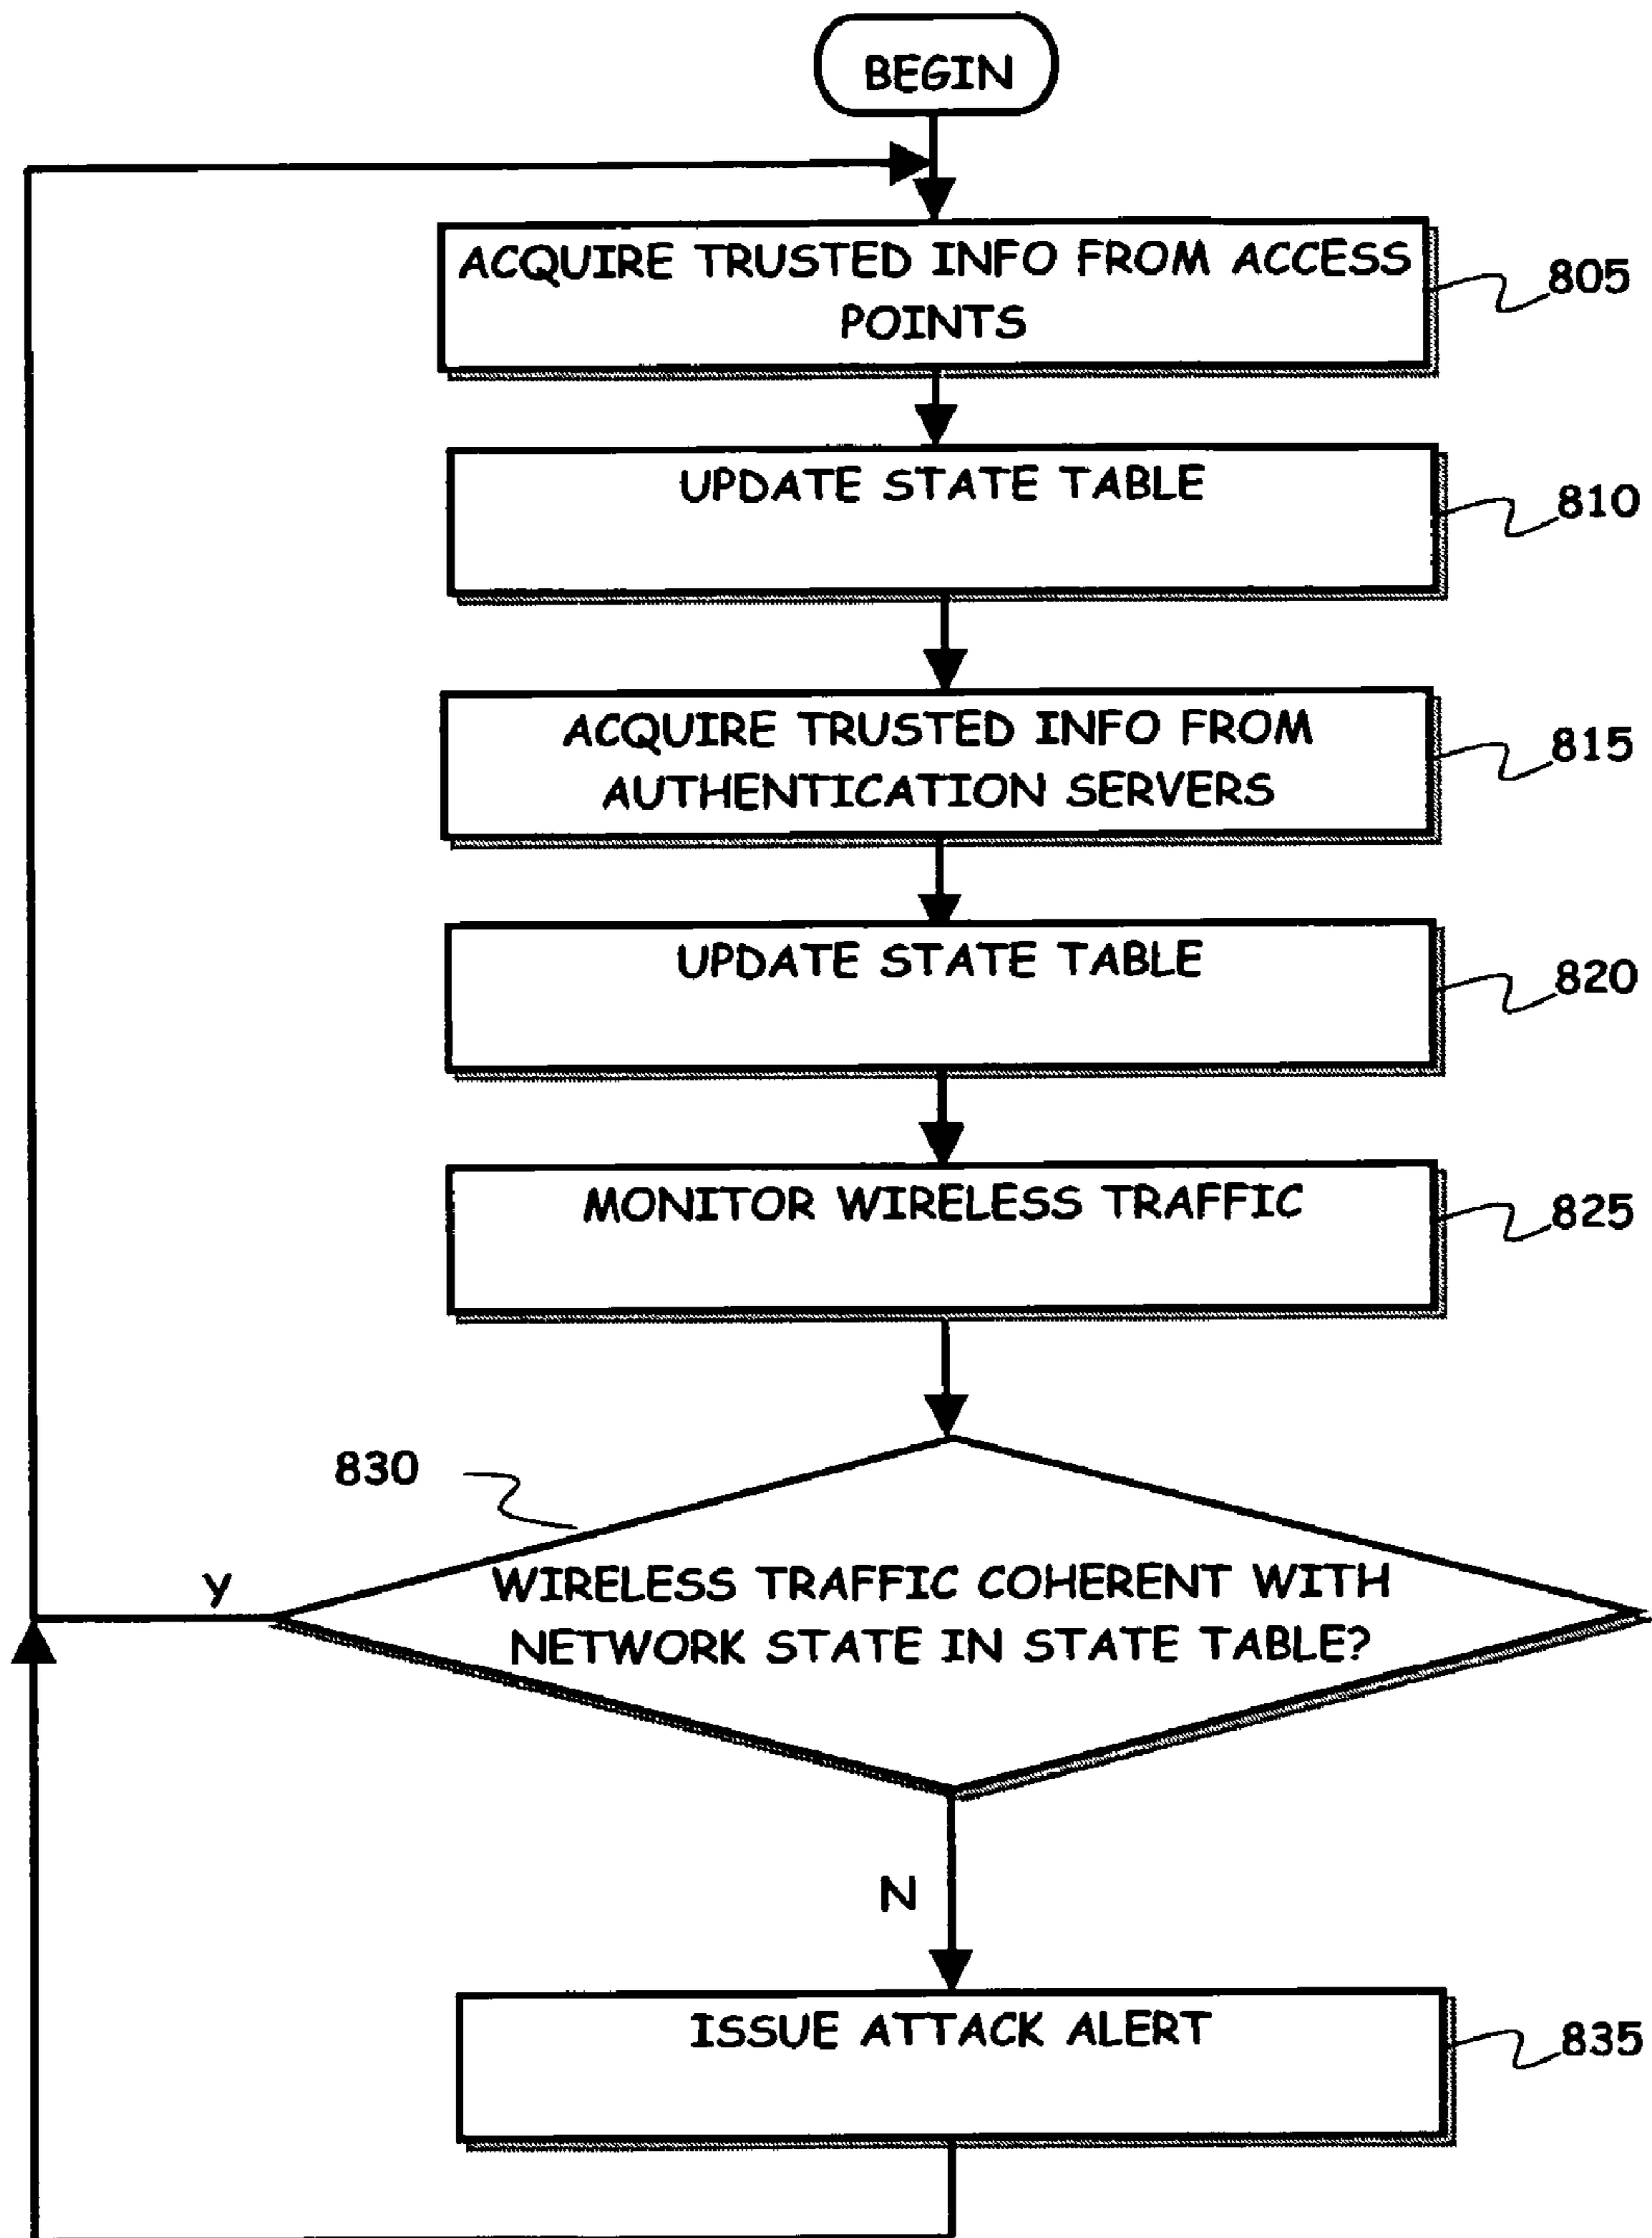 BEGIN
ACQUIRE TRUSTED INFO FROM ACCESS
POINTS
805
UPDATE STATE TABLE
810
ACQUIRE TRUSTED INFO FROM
AUTHENTICATION SERVERS
815
UPDATE STATE TABLE
820
MONITOR WIRELESS TRAFFIC
825
830
Y
WIRELESS TRAFFIC COHERENT WITH
NETWORK STATE IN STATE TABLE?
N
ISSUE ATTACK ALERT
835